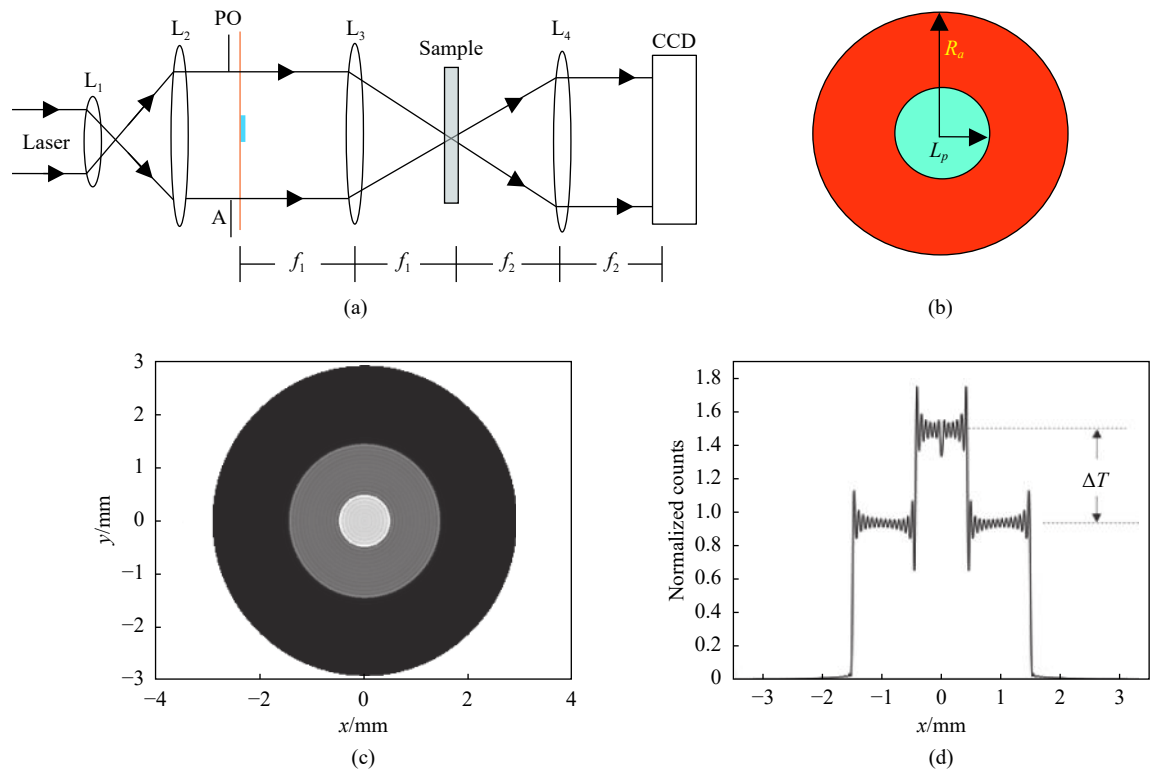 PO
L₁
L₂
L₃
Sample
L₄
CCD
Laser
A
f₁
f₁
f₂
f₂
(a)
Rₐ
Lₚ
(b)
3
2
1
0
−1
−2
−3
y/mm
−4
−2
0
2
4
x/mm
(c)
1.8
1.6
1.4
1.2
1.0
0.8
0.6
0.4
0.2
0
Normalized counts
ΔT
−3
−2
−1
0
1
2
3
x/mm
(d)